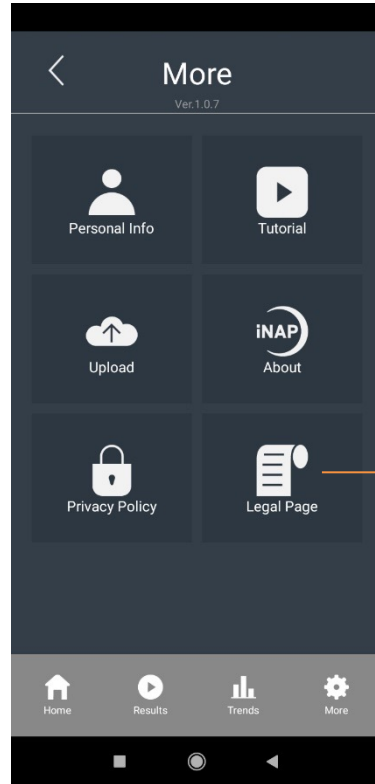 More
Ver.1.0.7
Personal Info
Tutorial
Upload
iNAP
About
Privacy Policy
Legal Page
Home
Results
Trends
More